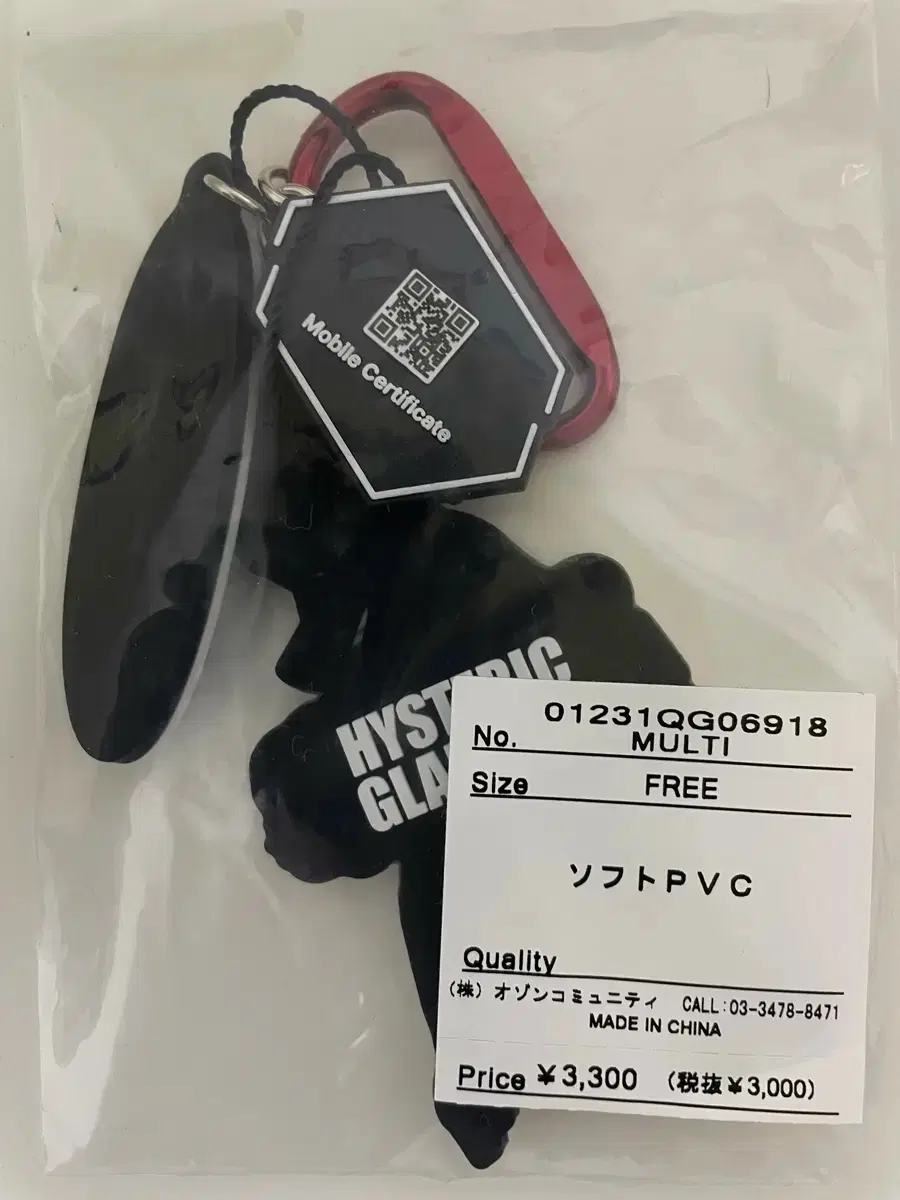 Mobile Certificate
HYSTERIC
GLA
01231QG06918
No. MULTI
Size FREE
ソフトPVC
Quality
(株) オゾンコミュニティ CALL:03-3478-8471
MADE IN CHINA
Price ¥3,300 (税抜¥3,000)